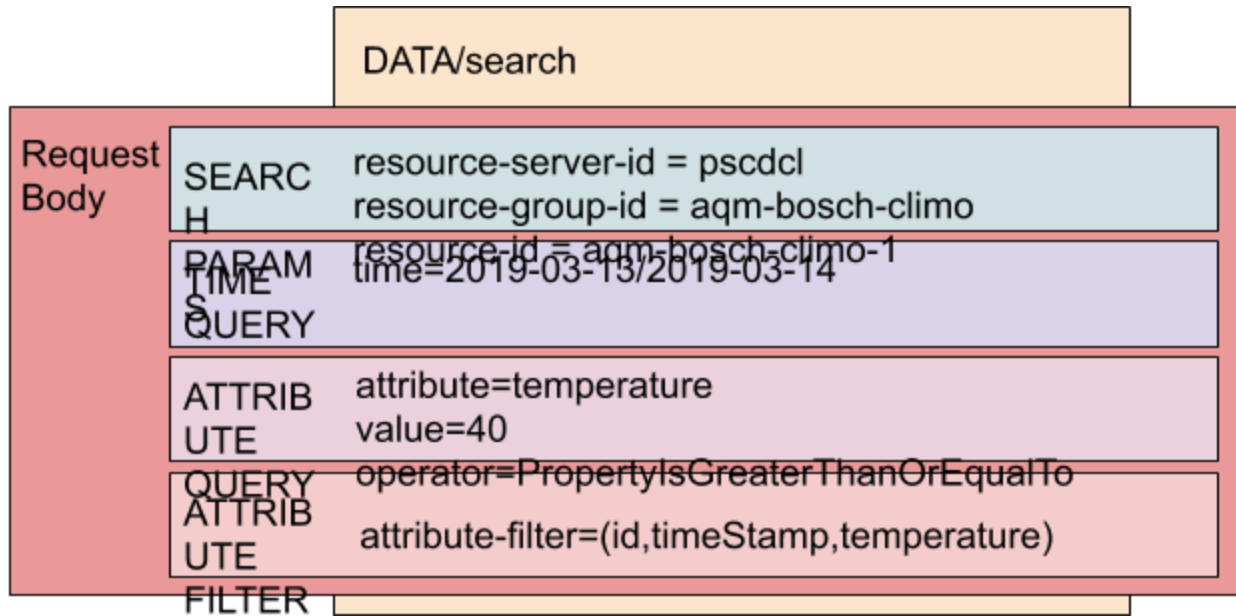 DATA/search
Request
Body
SEARC
H
PARAM
S
resource-server-id = pscdcl
resource-group-id = aqm-bosch-climo
resource-id = aqm-bosch-climo-1
TIME
QUERY
time=2019-03-13/2019-03-14
ATTRIB
UTE
QUERY
attribute=temperature
value=40
operator=PropertyIsGreaterThanOrEqualTo
ATTRIB
UTE
FILTER
attribute-filter=(id,timeStamp,temperature)